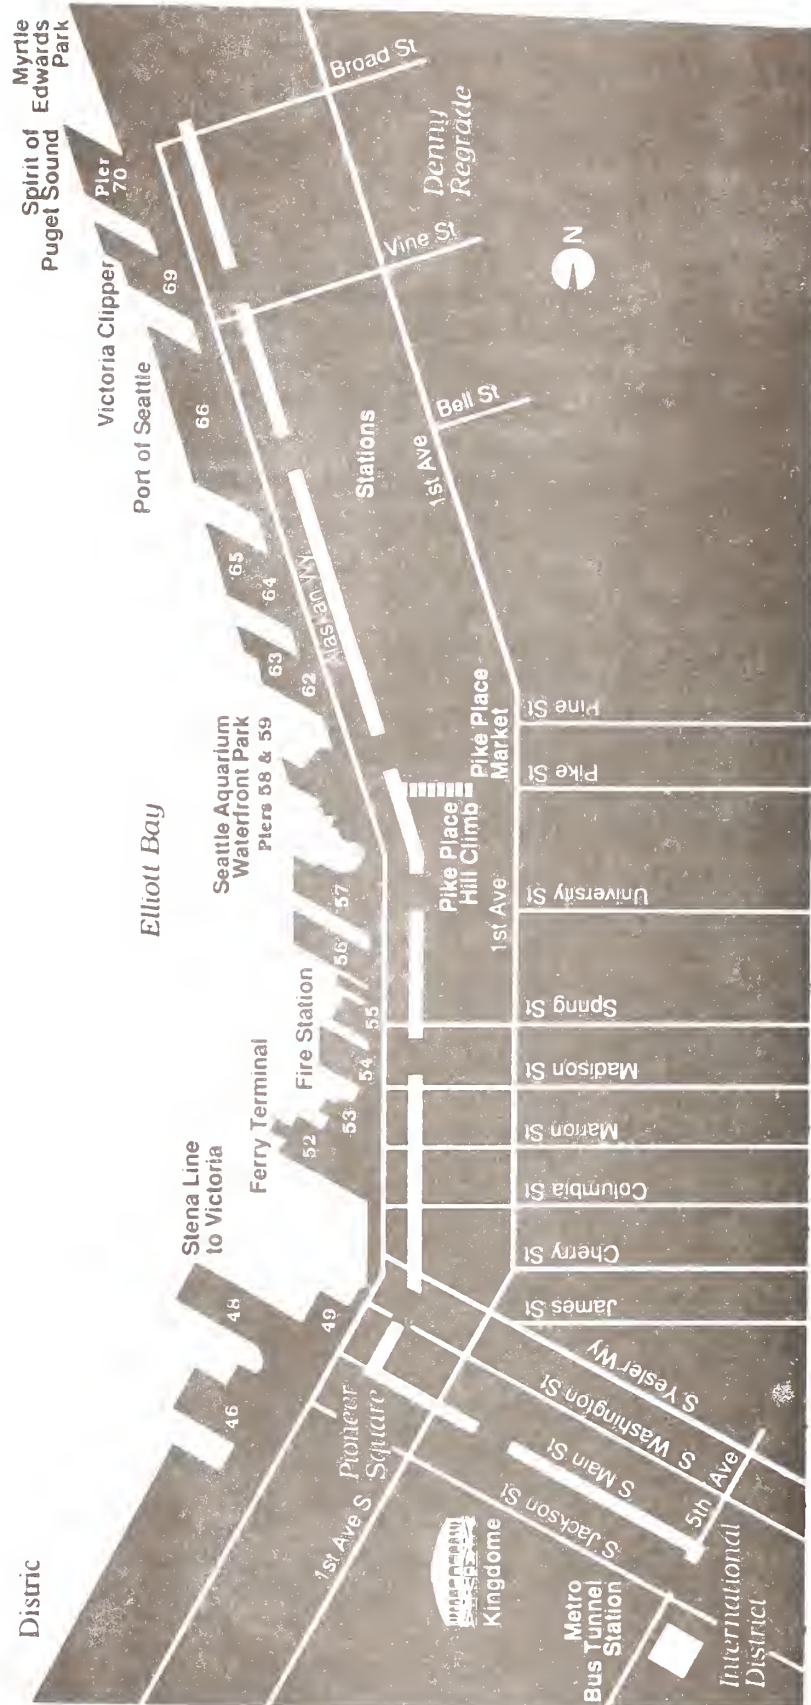 Myrtle
Edwards
Park
Spirit of
Puget Sound
Pier
70
Broad St
Denny
Regrade
Victoria Clipper
69
Vine St
N
Port of Seattle
66
Stations
Bell St
1st Ave
65
64
63
62
Seattle Aquarium
Waterfront Park
Piers 58 & 59
Elliott Bay
Pike Place
Market
Pine St
Pike St
Pike Place
Hill Climb
1st Ave
University St
57
56
Fire Station
55
54
Spring St
Madison St
Ferry Terminal
53
52
Marion St
Columbia St
Stena Line
to Victoria
Cherry St
James St
48
49
46
Pioneer
Square
S Yesler Wy
S Washington St
S Main St
S Jackson St
1st Ave S
5th Ave
Kingdome
Metro
Bus Tunnel
Station
International
District
Distric